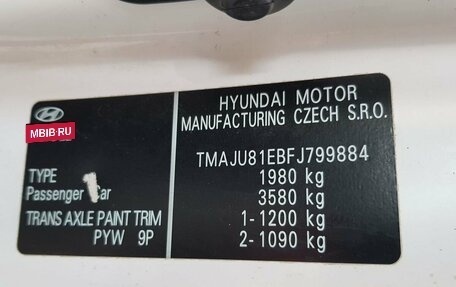 HYUNDAI MOTOR
MANUFACTURING CZECH S.R.O.
MBIB.RU
TMAJU81EBFJ799884
TYPE
1980 kg
Passenger Car
3580 kg
TRANS AXLE PAINT TRIM
1-1200 kg
PYW 9P
2-1090 kg